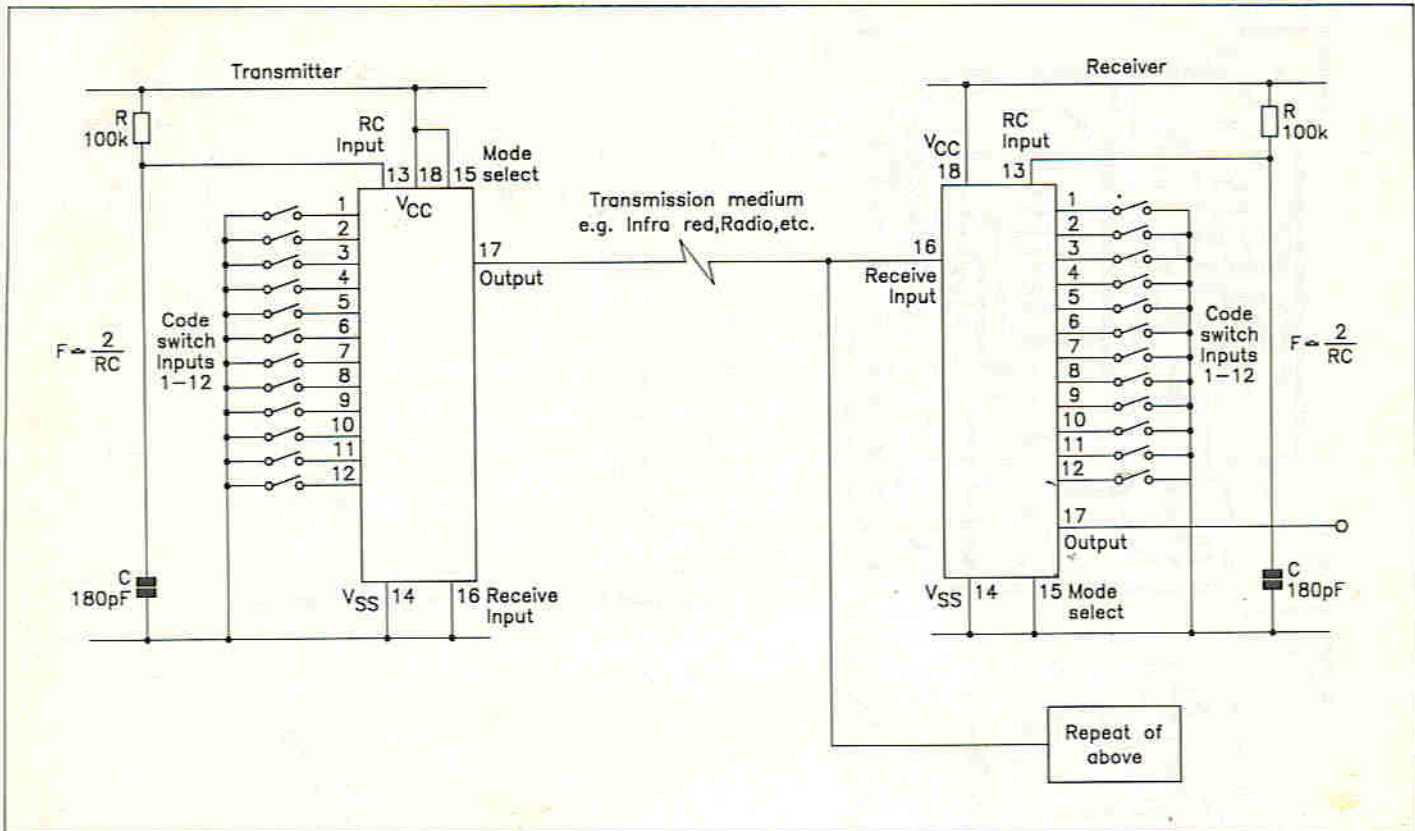 Transmitter
R
100k
RC
Input
13
18
15
Mode
select
VCC
1
2
3
4
5
6
7
8
9
10
11
12
17
Output
Code
switch
Inputs
1–12
F ≏ 2
RC
C
180pF
VSS
14
16 Receive
Input
Transmission medium
e.g. Infra red,Radio,etc.
Receiver
VCC
18
RC
Input
13
R
100k
16
Receive
Input
1
2
3
4
5
6
7
8
9
10
11
12
Code
switch
Inputs
1–12
F ≏ 2
RC
17
Output
C
180pF
VSS
14
15 Mode
select
Repeat of
above